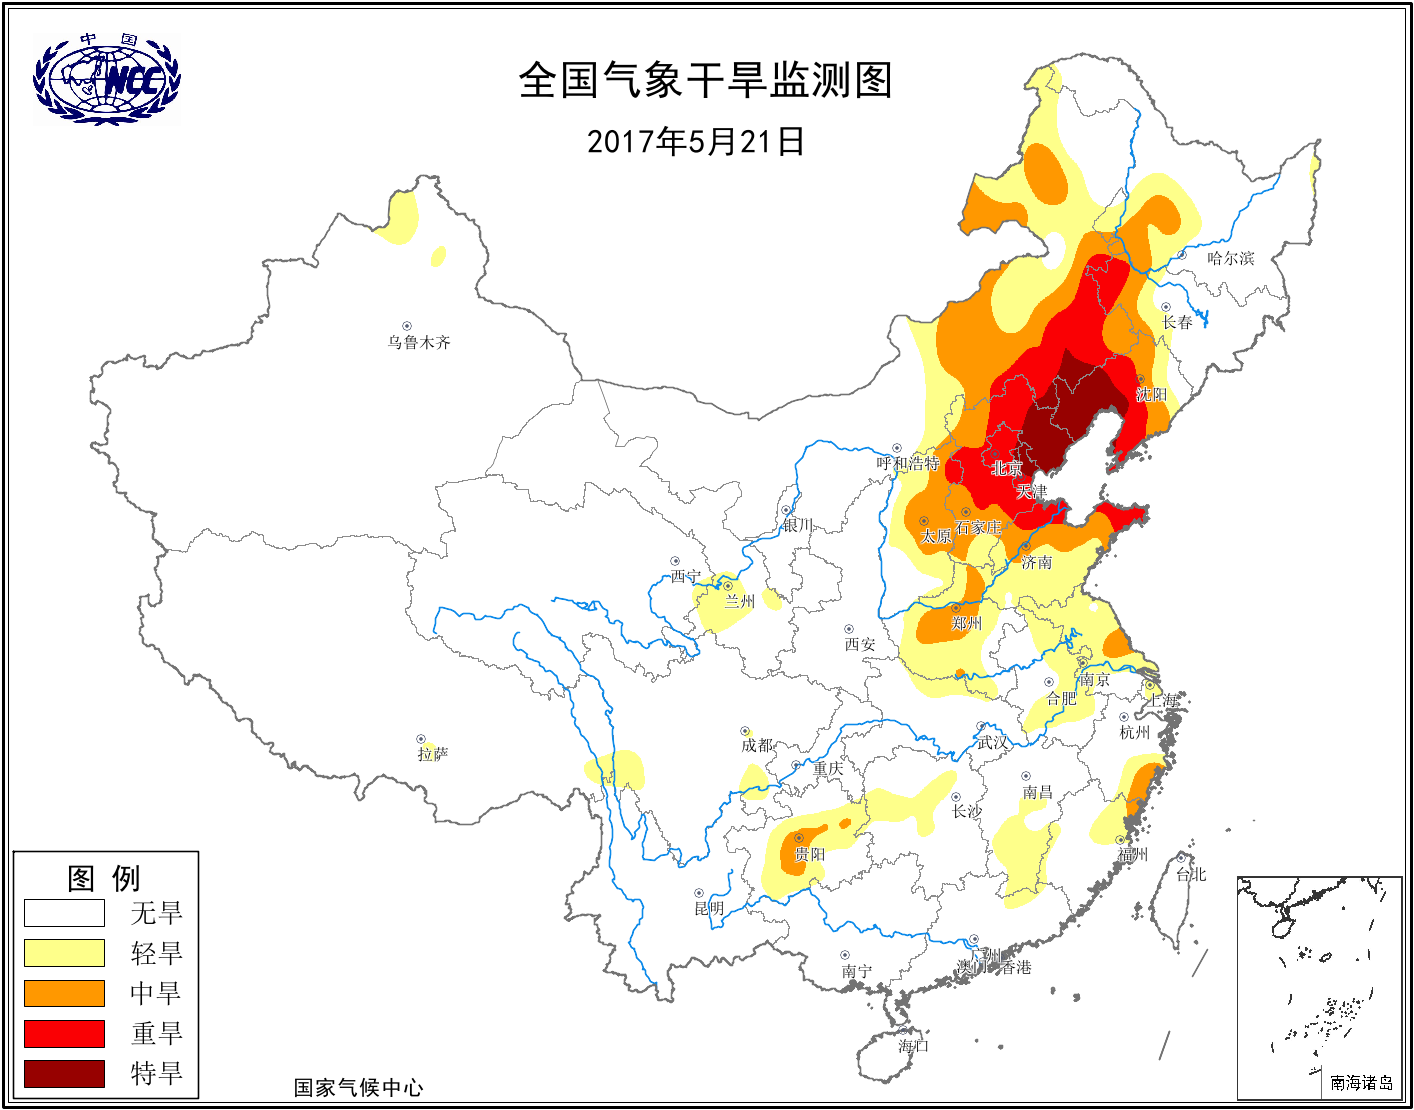 中国
NCC
全国气象干旱监测图
2017年5月21日
哈尔滨
长春
乌鲁木齐
沈阳
呼和浩特
北京
天津
银川
石家庄
太原
济南
西宁
兰州
郑州
西安
南京
合肥
上海
杭州
武汉
成都
拉萨
重庆
南昌
长沙
贵阳
福州
台北
昆明
广州
澳门
香港
南宁
海口
图 例
无旱
轻旱
中旱
重旱
特旱
国家气候中心
南海诸岛